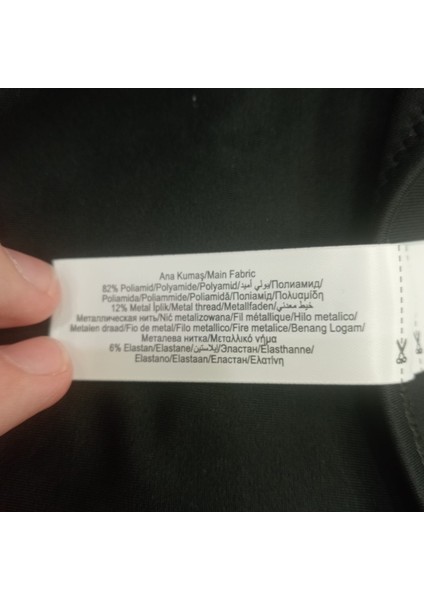 Ana Kumaş/Main Fabric
82% Poliamid/Polyamide/Polyamid/بولي أميد/Полиамид/
Poliamida/Poliammide/Poliamidă/Поліамід/Πολυαμίδη
12% Metal İplik/Metal thread/Metallfaden/خيط معدني/
Металлическая нить/Nić metalizowana/Fil métallique/Hilo metalico/
Metalen draad/Fio de metal/Filo metallico/Fire metalice/Benang Logam/
Металева нитка/Μεταλλικό νήμα
6% Elastan/Elastane/إيلاستين/Эластан/Elasthanne/
Elastano/Elastaan/Еластан/Ελατίνη